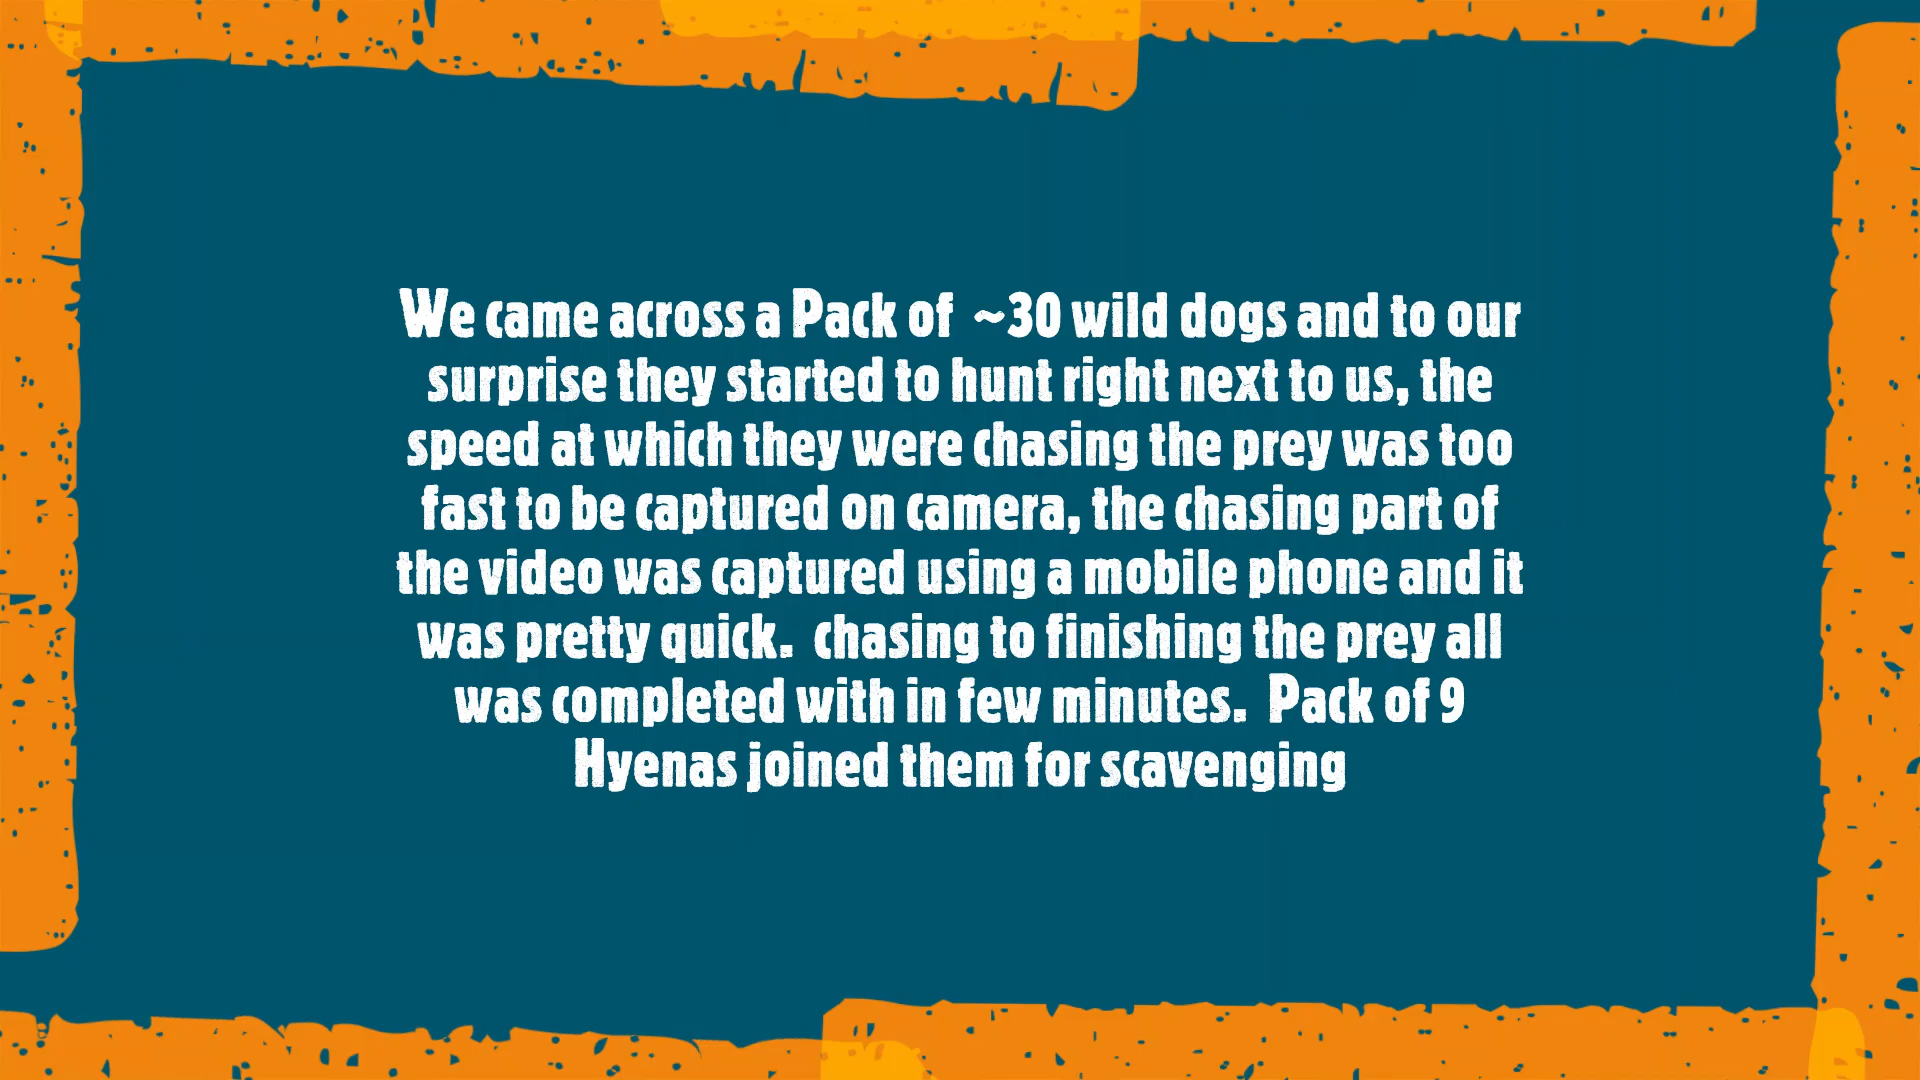 We came across a Pack of ~30 wild dogs and to our
surprise they started to hunt right next to us, the
speed at which they were chasing the prey was too
fast to be captured on camera, the chasing part of
the video was captured using a mobile phone and it
was pretty quick. chasing to finishing the prey all
was completed with in few minutes. Pack of 9
Hyenas joined them for scavenging